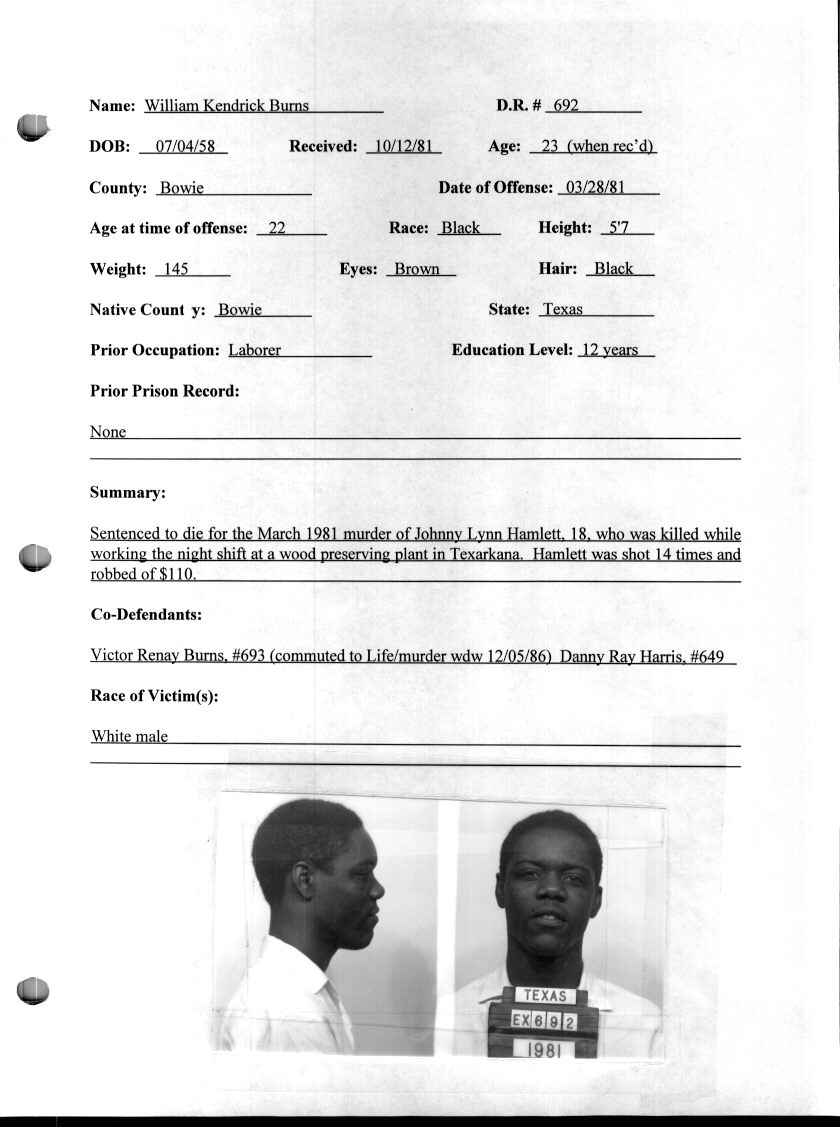 Name: William Kendrick Burns D.R. # 692
DOB: 07/04/58 Received: 10/12/81 Age: 23 (when rec'd)
County: Bowie Date of Offense: 03/28/81
Age at time of offense: 22 Race: Black Height: 5'7
Weight: 145 Eyes: Brown Hair: Black
Native Count y: Bowie State: Texas
Prior Occupation: Laborer Education Level: 12 years
Prior Prison Record:
None
Summary:
Sentenced to die for the March 1981 murder of Johnny Lynn Hamlett, 18, who was killed while
working the night shift at a wood preserving plant in Texarkana. Hamlett was shot 14 times and
robbed of $110.
Co-Defendants:
Victor Renay Burns, #693 (commuted to Life/murder wdw 12/05/86) Danny Ray Harris, #649
Race of Victim(s):
White male
TEXAS
EX692
1981